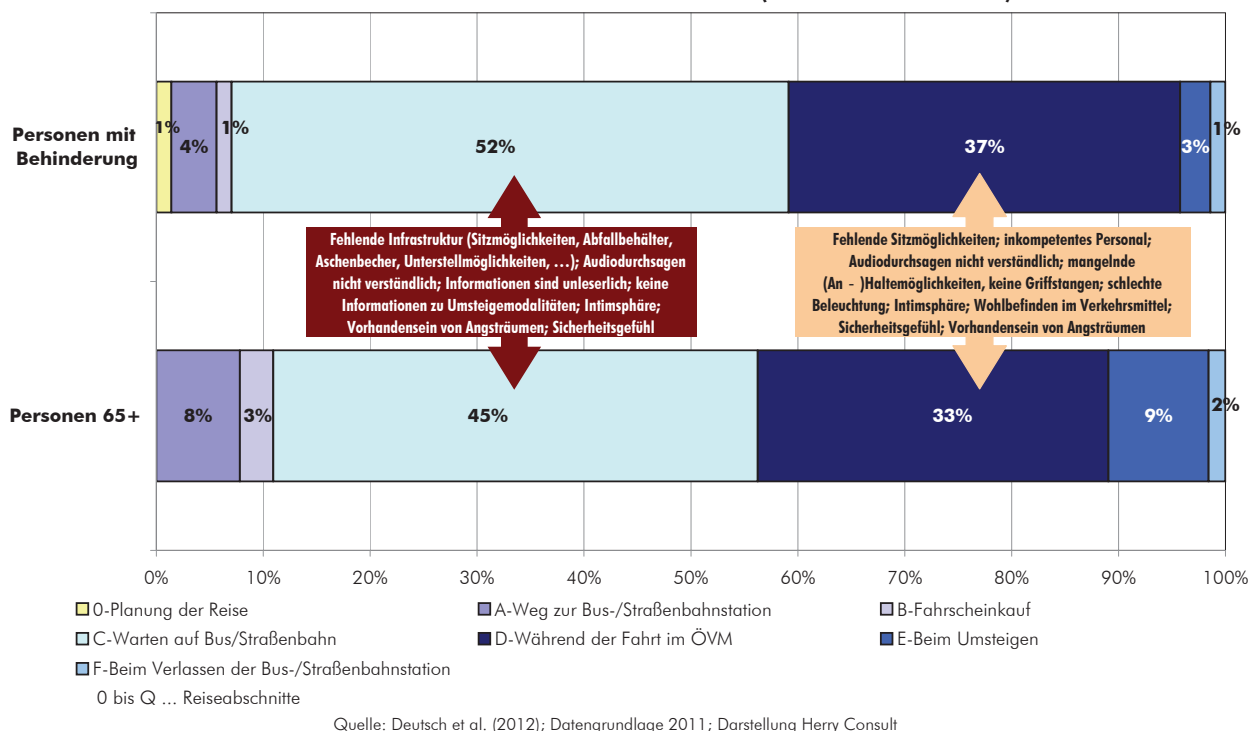 Personen mit
Behinderung
1%
4%
1%
52%
37%
3%
1%
Fehlende Infrastruktur (Sitzmöglichkeiten, Abfallbehälter,
Aschenbecher, Unterstellmöglichkeiten, ...); Audiodurchsagen
nicht verständlich; Informationen sind unleserlich; keine
Informationen zu Umsteigemodalitäten; Intimsphäre;
Vorhandensein von Angsträumen; Sicherheitsgefühl
Fehlende Sitzmöglichkeiten; inkompetentes Personal;
Audiodurchsagen nicht verständlich; mangelnde
(An - )Haltemöglichkeiten, keine Griffstangen; schlechte
Beleuchtung; Intimsphäre; Wohlbefinden im Verkehrsmittel;
Sicherheitsgefühl; Vorhandensein von Angsträumen
Personen 65+
8%
3%
45%
33%
9%
2%
0% 10% 20% 30% 40% 50% 60% 70% 80% 90% 100%
0-Planung der Reise
A-Weg zur Bus-/Straßenbahnstation
B-Fahrscheinkauf
C-Warten auf Bus/Straßenbahn
D-Während der Fahrt im ÖVM
E-Beim Umsteigen
F-Beim Verlassen der Bus-/Straßenbahnstation
0 bis Q ... Reiseabschnitte
Quelle: Deutsch et al. (2012); Datengrundlage 2011; Darstellung Herry Consult